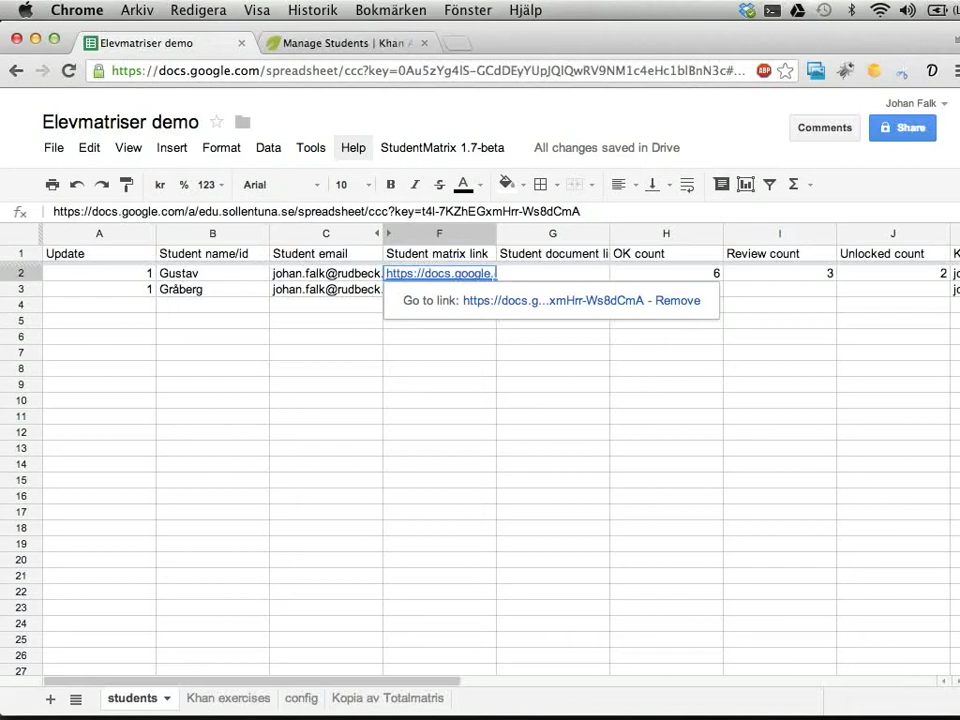 Chrome Arkiv Redigera Visa Historik Bokmärken Fönster Hjälp
Elevmatriser demo
Manage Students | Khan
https://docs.google.com/spreadsheet/ccc?key=0Au5zYg4lS-GCdDEyYUpJQlQwRV9NM1c4eHc1blBnN3c#...
ABP
Johan Falk
Elevmatriser demo
Comments
Share
File Edit View Insert Format Data Tools Help StudentMatrix 1.7-beta All changes saved in Drive
kr % 123 Arial 10 B I S A Σ
fx https://docs.google.com/a/edu.sollentuna.se/spreadsheet/ccc?key=t4l-7KZhEGxmHrr-Ws8dCmA
A B C F G H I J
1 Update Student name/id Student email Student matrix link Student document li OK count Review count Unlocked count
2 1 Gustav johan.falk@rudbeck. https://docs.google. 6 3 2
3 1 Gråberg johan.falk@rudbeck.
Go to link: https://docs.g...xmHrr-Ws8dCmA - Remove
4
5
6
7
8
9
10
11
12
13
14
15
16
17
18
19
20
21
22
23
24
25
26
27
students Khan exercises config Kopia av Totalmatris